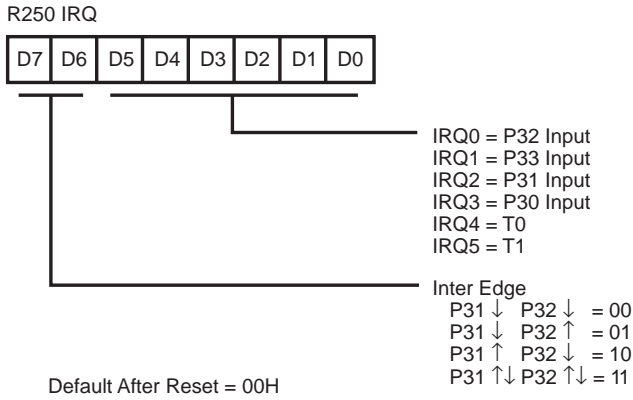 R250 IRQ
D7 D6 D5 D4 D3 D2 D1 D0
IRQ0 = P32 Input
IRQ1 = P33 Input
IRQ2 = P31 Input
IRQ3 = P30 Input
IRQ4 = T0
IRQ5 = T1
Inter Edge
P31 ↓ P32 ↓ = 00
P31 ↓ P32 ↑ = 01
P31 ↑ P32 ↓ = 10
P31 ↑↓ P32 ↑↓ = 11
Default After Reset = 00H